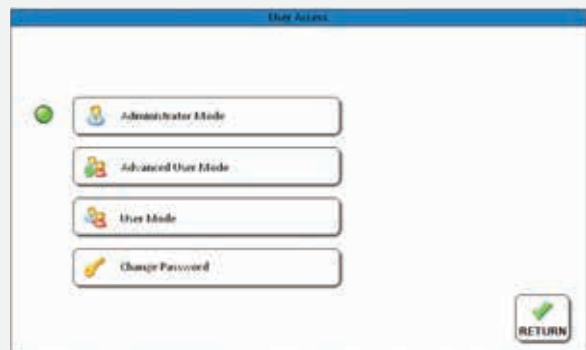 User Access
Administrator Mode
Advanced User Mode
User Mode
Change Password
RETURN